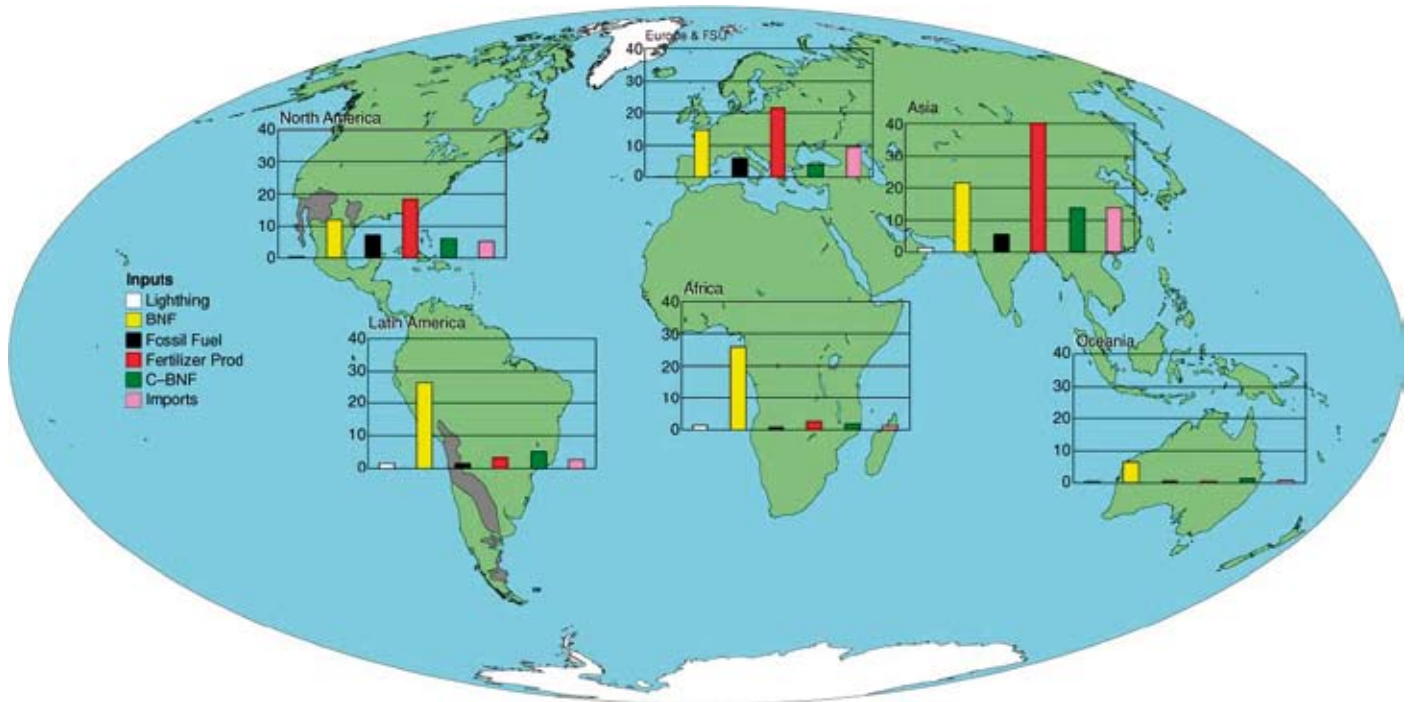 Europe & FSU
40
30
20
10
0
Asia
40
30
20
10
0
North America
40
30
20
10
0
Inputs
Lighthing
BNF
Fossil Fuel
Fertilizer Prod
C–BNF
Imports
Africa
40
30
20
10
0
Latin America
40
30
20
10
0
Oceania
40
30
20
10
0